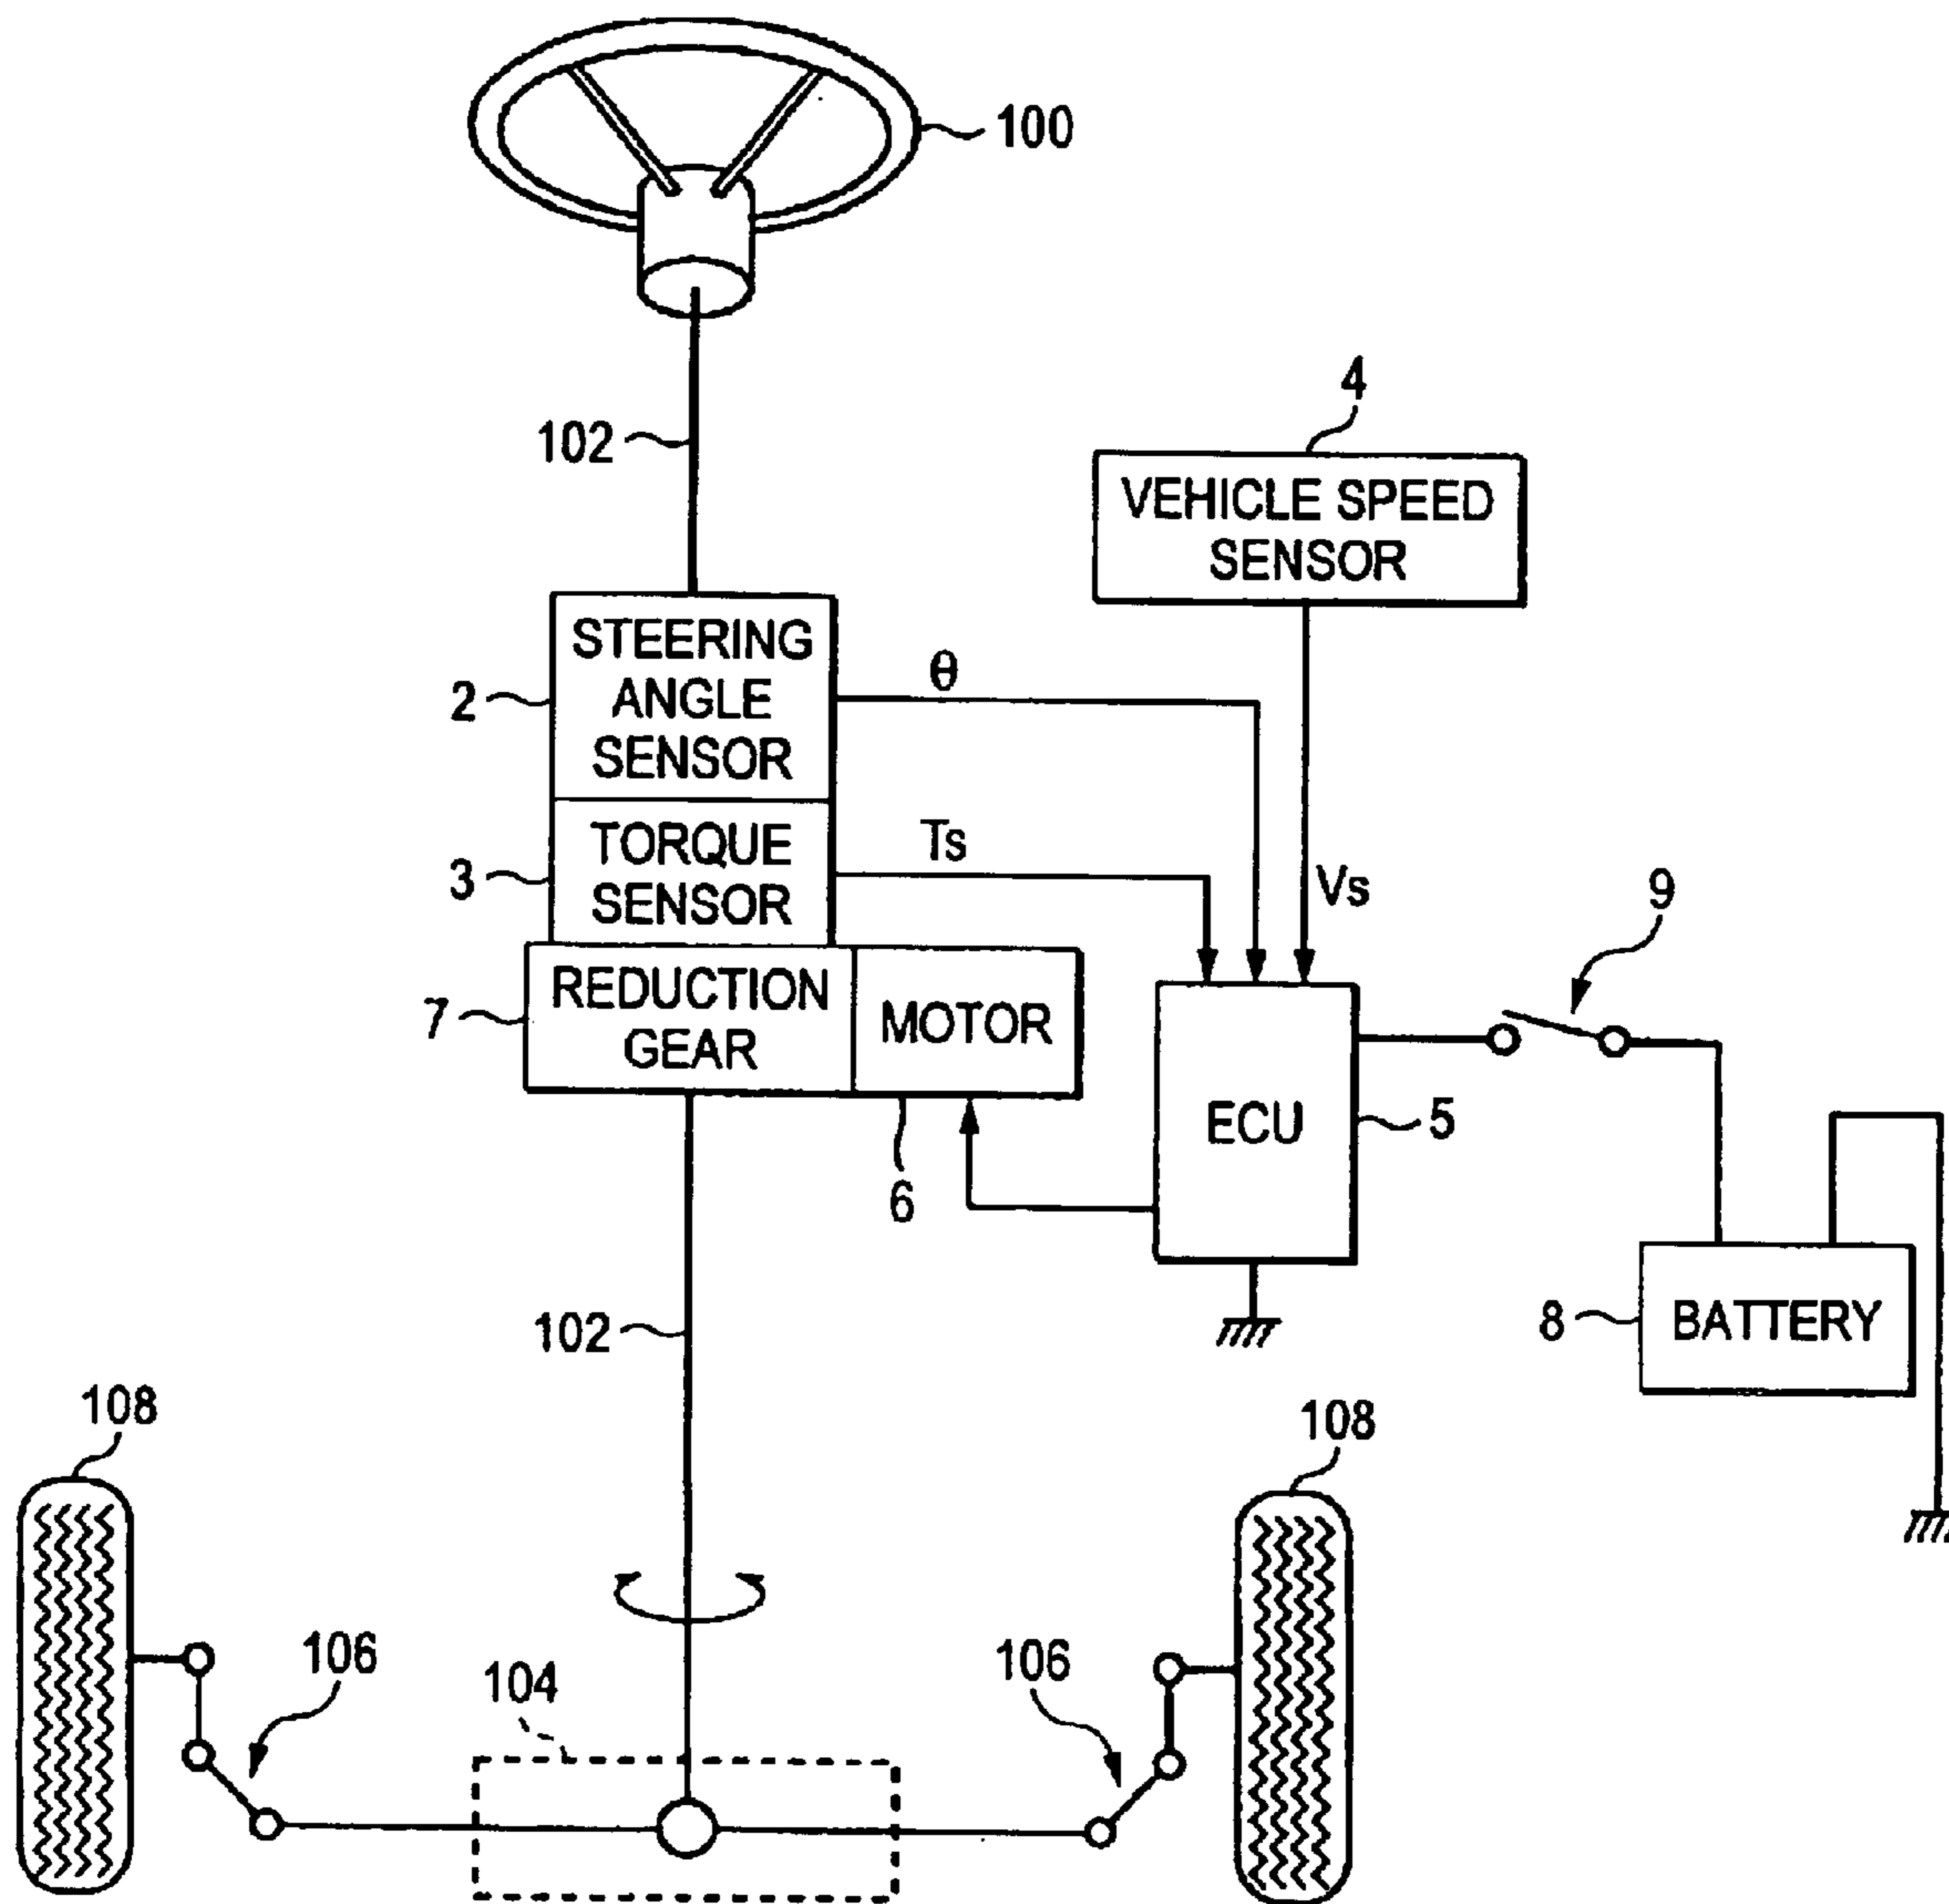 100
102
4
VEHICLE SPEED
SENSOR
STEERING
ANGLE
SENSOR
2
θ
TORQUE
SENSOR
3
Ts
Vs
9
REDUCTION
GEAR
7
MOTOR
6
ECU
5
102
8
BATTERY
108
108
106
104
106